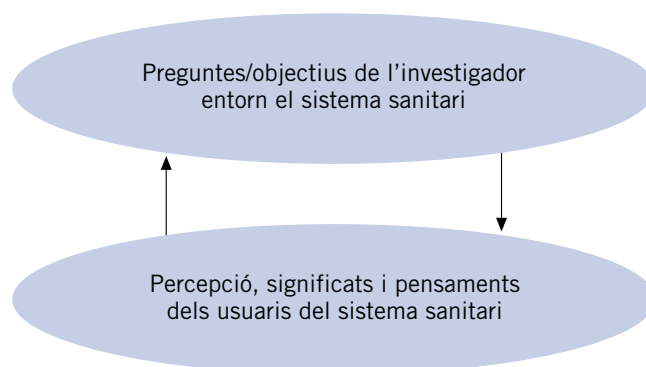 Preguntes/objectius de l’investigador
entorn el sistema sanitari
Percepció, significats i pensaments
dels usuaris del sistema sanitari